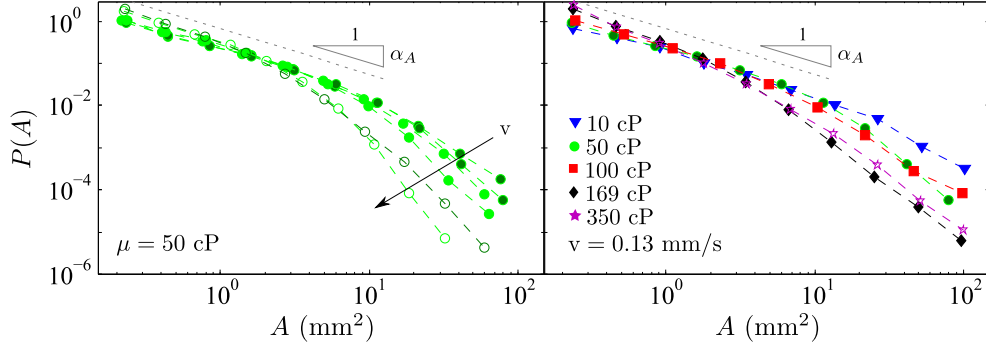 10^0
10^-2
10^-4
10^-6
P(A)
1
α_A
v
μ = 50 cP
10^0
10^1
10^2
A (mm^2)
1
α_A
10 cP
50 cP
100 cP
169 cP
350 cP
v = 0.13 mm/s
10^0
10^1
10^2
A (mm^2)